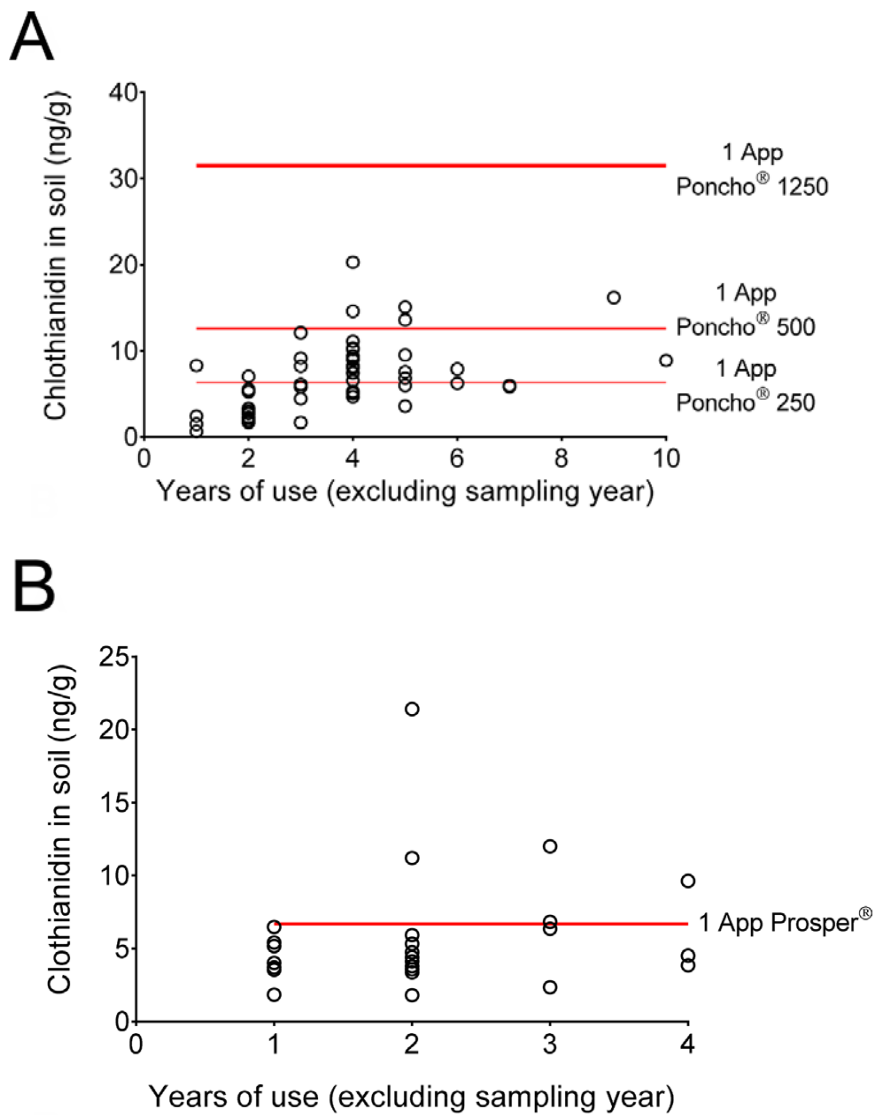 A
Chlothianidin in soil (ng/g)
40
30
20
10
0
0 2 4 6 8 10
Years of use (excluding sampling year)
1 App
Poncho® 1250
1 App
Poncho® 500
1 App
Poncho® 250
B
Clothianidin in soil (ng/g)
25
20
15
10
5
0
0 1 2 3 4
Years of use (excluding sampling year)
1 App Prosper®